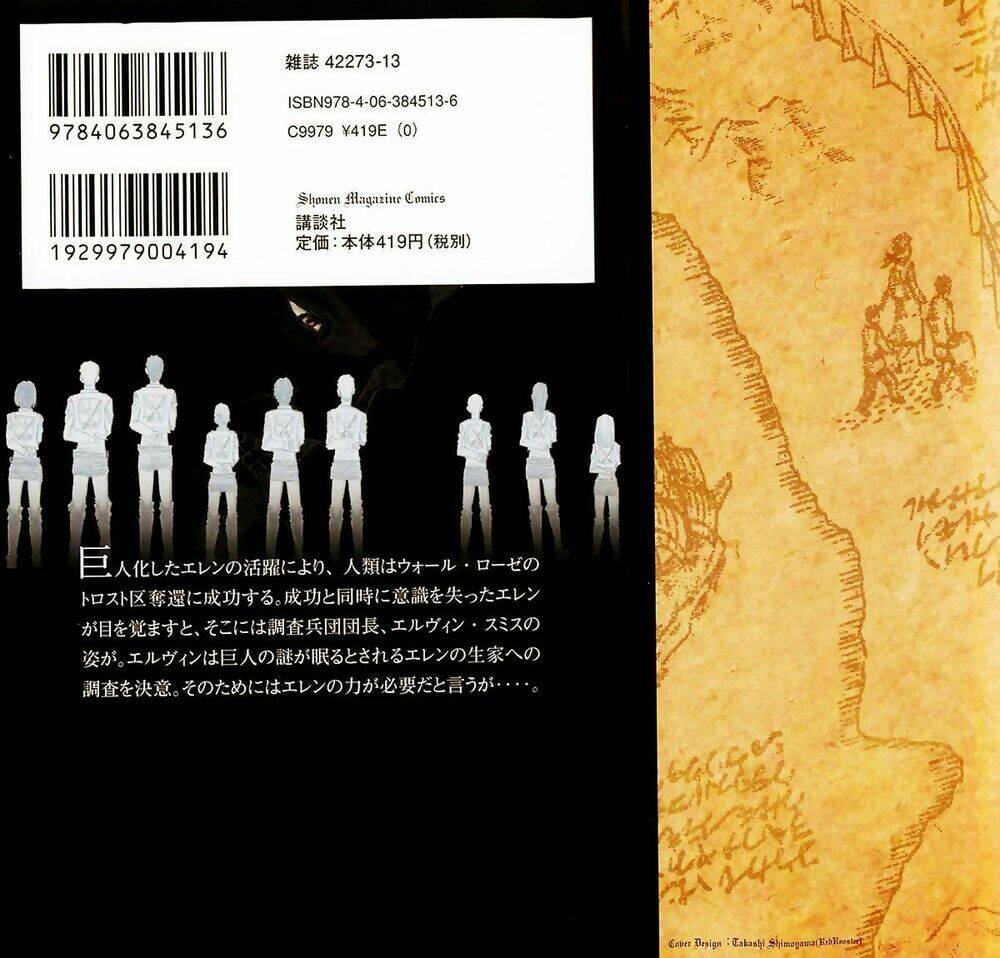 雑誌 42273-13
ISBN978-4-06-384513-6
C9979 ¥419E (0)
9784063845136
1929979004194
Shonen Magazine Comics
講談社
定価：本体419円（税別）
巨人化したエレンの活躍により、人類はウォール・ローゼの
トロスト区奪還に成功する。成功と同時に意識を失ったエレン
が目を覚ますと、そこには調査兵団団長、エルヴィン・スミスの
姿が。エルヴィンは巨人の謎が眠るとされるエレンの生家への
調査を決意。そのためにはエレンの力が必要だと言うが････。
Cover Design : Takashi Shimoyama(RedRooster)